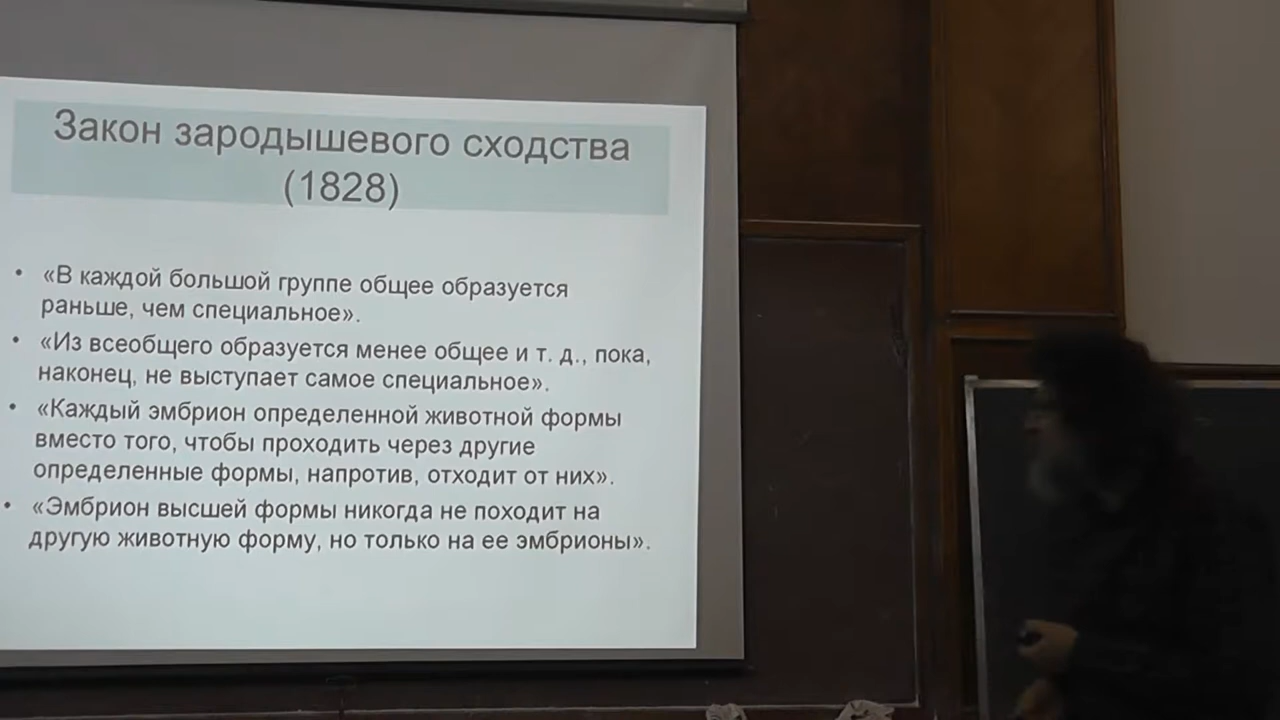 Закон зародышевого сходства
(1828)
• «В каждой большой группе общее образуется
раньше, чем специальное».
• «Из всеобщего образуется менее общее и т. д., пока,
наконец, не выступает самое специальное».
• «Каждый эмбрион определенной животной формы
вместо того, чтобы проходить через другие
определенные формы, напротив, отходит от них».
• «Эмбрион высшей формы никогда не походит на
другую животную форму, но только на ее эмбрионы».